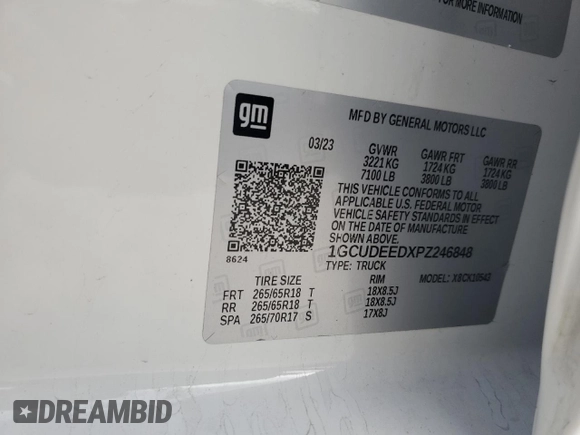 FOR MORE INFORMATION
gm
MFD BY GENERAL MOTORS LLC
03/23 GVWR GAWR FRT GAWR RR
3221 KG 1724 KG 1724 KG
7100 LB 3800 LB 3800 LB
THIS VEHICLE CONFORMS TO ALL
APPLICABLE U.S. FEDERAL MOTOR
VEHICLE SAFETY STANDARDS IN EFFECT
ON THE DATE OF MANUFACTURE
SHOWN ABOVE.
8624
1GCUDEEDXPZ246848
TYPE: TRUCK MODEL:
TIRE SIZE RIM
FRT 265/65R18 T 18X8.5J
RR 265/65R18 T 18X8.5J
SPA 265/70R17 S 17X8J
DREAMBID